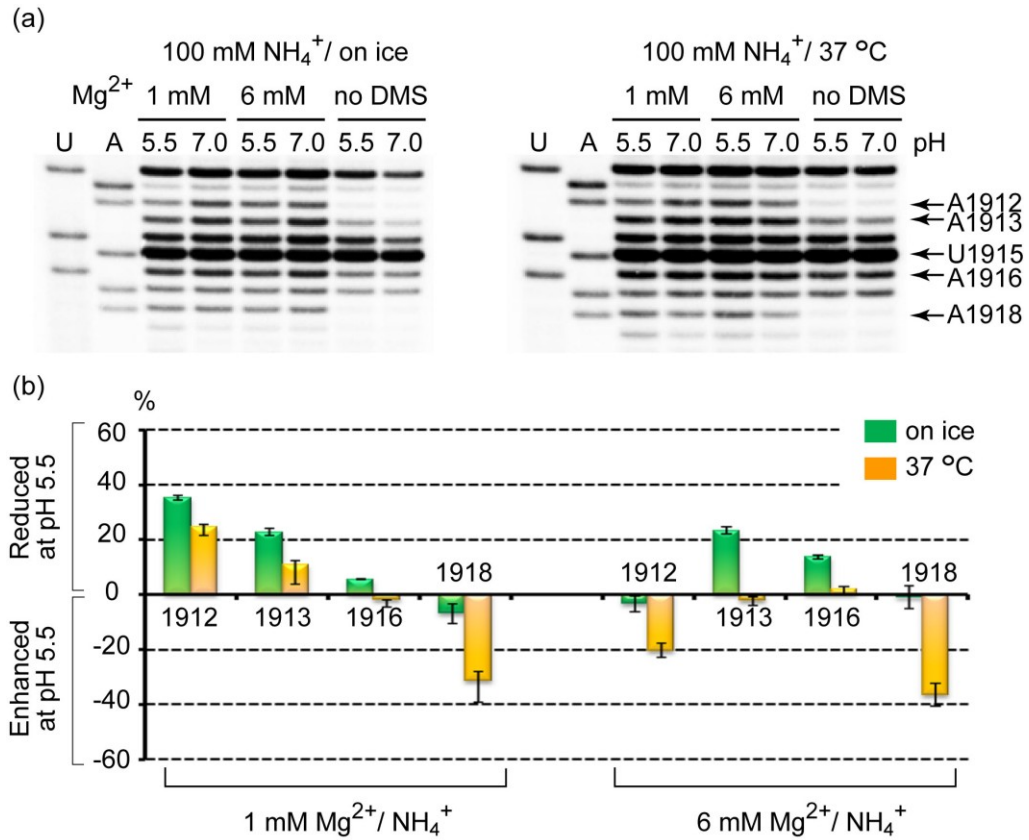 (a)
100 mM NH₄⁺/ on ice 100 mM NH₄⁺/ 37 °C
Mg²⁺ 1 mM 6 mM no DMS 1 mM 6 mM no DMS
U A 5.5 7.0 5.5 7.0 5.5 7.0 U A 5.5 7.0 5.5 7.0 5.5 7.0 pH
A1912
A1913
U1915
A1916
A1918
(b)
%
60
40
20
0
-20
-40
-60
Reduced
at pH 5.5
Enhanced
at pH 5.5
on ice
37 °C
1912 1913 1916 1918 1912 1913 1916 1918
1 mM Mg²⁺/ NH₄⁺ 6 mM Mg²⁺/ NH₄⁺